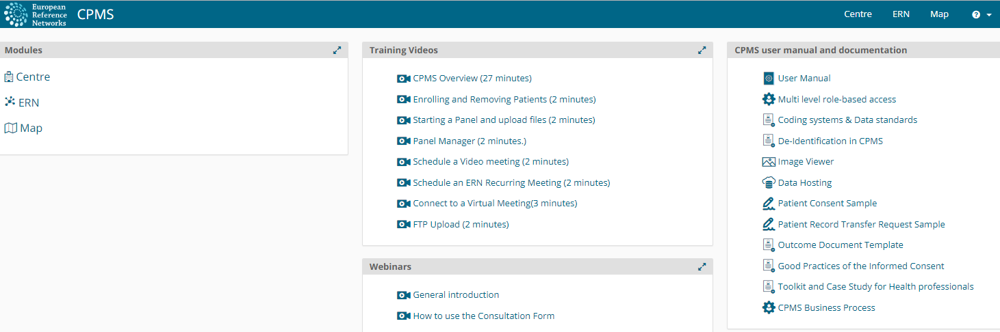 European
Reference
Networks
CPMS
Centre
ERN
Map
Modules
Centre
ERN
Map
Training Videos
CPMS Overview (27 minutes)
Enrolling and Removing Patients (2 minutes)
Starting a Panel and upload files (2 minutes)
Panel Manager (2 minutes.)
Schedule a Video meeting (2 minutes)
Schedule an ERN Recurring Meeting (2 minutes)
Connect to a Virtual Meeting(3 minutes)
FTP Upload (2 minutes)
Webinars
General introduction
How to use the Consultation Form
CPMS user manual and documentation
User Manual
Multi level role-based access
Coding systems & Data standards
De-Identification in CPMS
Image Viewer
Data Hosting
Patient Consent Sample
Patient Record Transfer Request Sample
Outcome Document Template
Good Practices of the Informed Consent
Toolkit and Case Study for Health professionals
CPMS Business Process